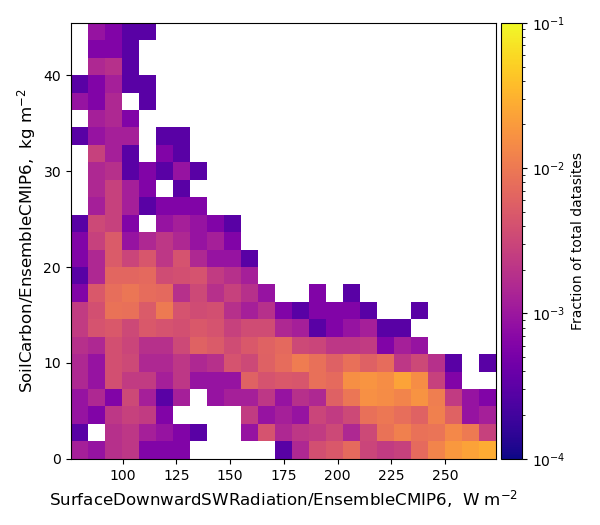 10⁻¹
10⁻²
10⁻³
10⁻⁴
Fraction of total datasites
40
30
20
10
0
SoilCarbon/EnsembleCMIP6, kg m⁻²
100 125 150 175 200 225 250
SurfaceDownwardSWRadiation/EnsembleCMIP6, W m⁻²